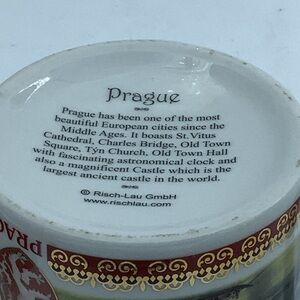 Prague
Prague has been one of the most
beautiful European cities since the
Middle Ages. It boasts St. Vitus
Cathedral, Charles Bridge, Old Town
Square, Týn Church, Old Town Hall
with fascinating astronomical clock and
also a magnificent Castle which is the
largest ancient castle in the world.
© Risch-Lau GmbH
www.rischlau.com
PRAG